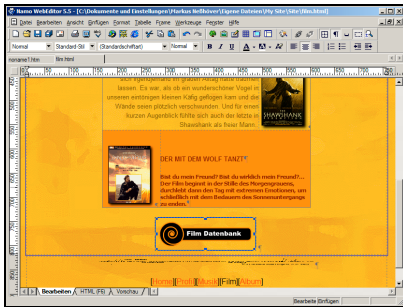 Namo WebEditor 5.5 - [C:\Dokumente und Einstellungen\Markus Neßhöver\Eigene Dateien\My Site\Site\film.html]
Datei Bearbeiten Ansicht Einfügen Format Tabelle Frame Werkzeuge Fenster Hilfe
Normal Standard-Stil (Standardschriftart) Normal B I U A A
noname1.htm film.html
lassen. Es war, als ob ein wunderschöner Vogel in
unseren eintönigen kleinen Käfig geflogen kam und die
Wände seien plötzlich verschwunden. Und für einen
kurzen Augenblick fühlte sich auch der letzte in
Shawshank als freier Mann.
SHAWSHANK
DER MIT DEM WOLF TANZT
Bist du mein Freund? Bist du wirklich mein Freund?...
Der Film beginnt in der Stille des Morgengrauens,
durchlebt dann den Tag mit extremen Emotionen, um
schließlich mit dem Bedauern des Sonnenuntergangs
zu enden.
Film Datenbank
[Home][Profil][Musik][Film][Album]
Bearbeiten HTML (F6) Vorschau
Bearbeite Einfügen